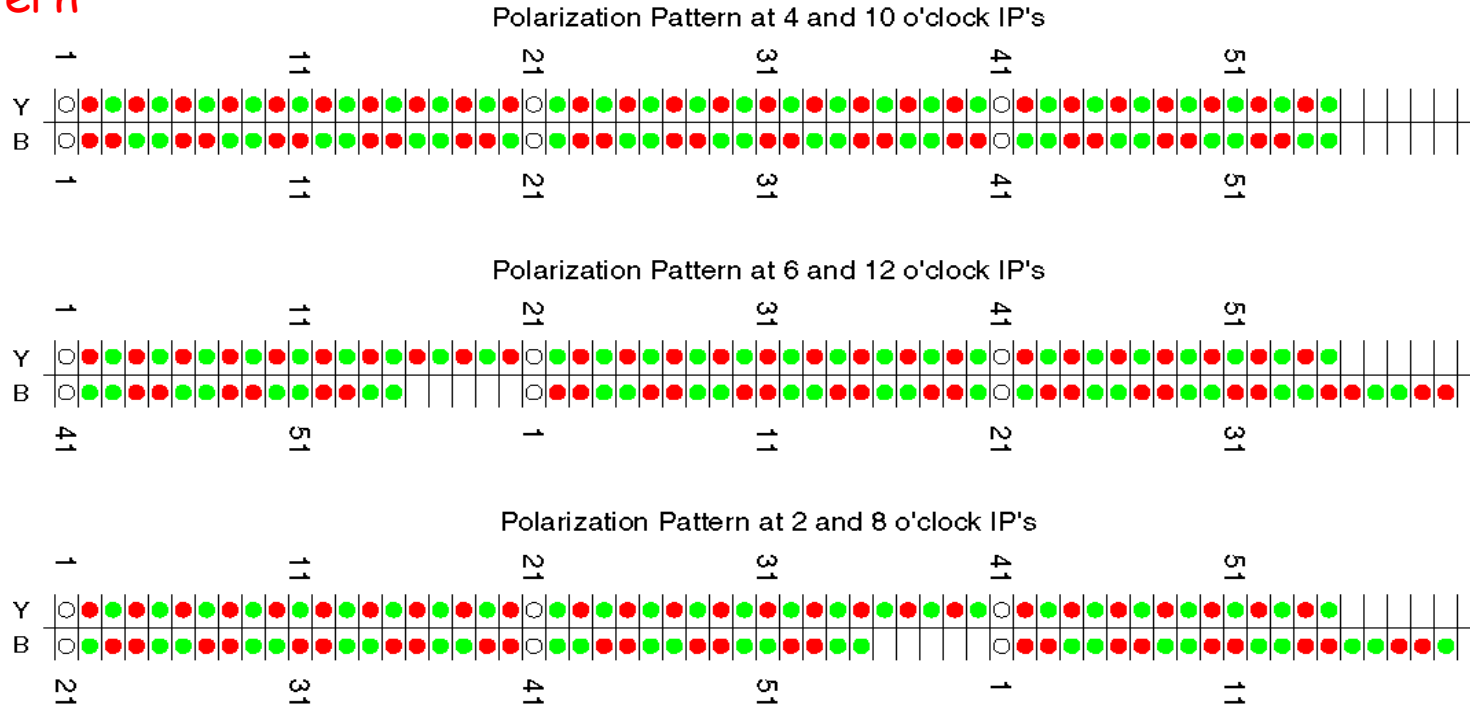 Polarization Pattern at 4 and 10 o'clock IP's
1 11 21 31 41 51
Y
B
1 11 21 31 41 51
Polarization Pattern at 6 and 12 o'clock IP's
1 11 21 31 41 51
Y
B
41 51 1 11 21 31
Polarization Pattern at 2 and 8 o'clock IP's
1 11 21 31 41 51
Y
B
21 31 41 51 1 11